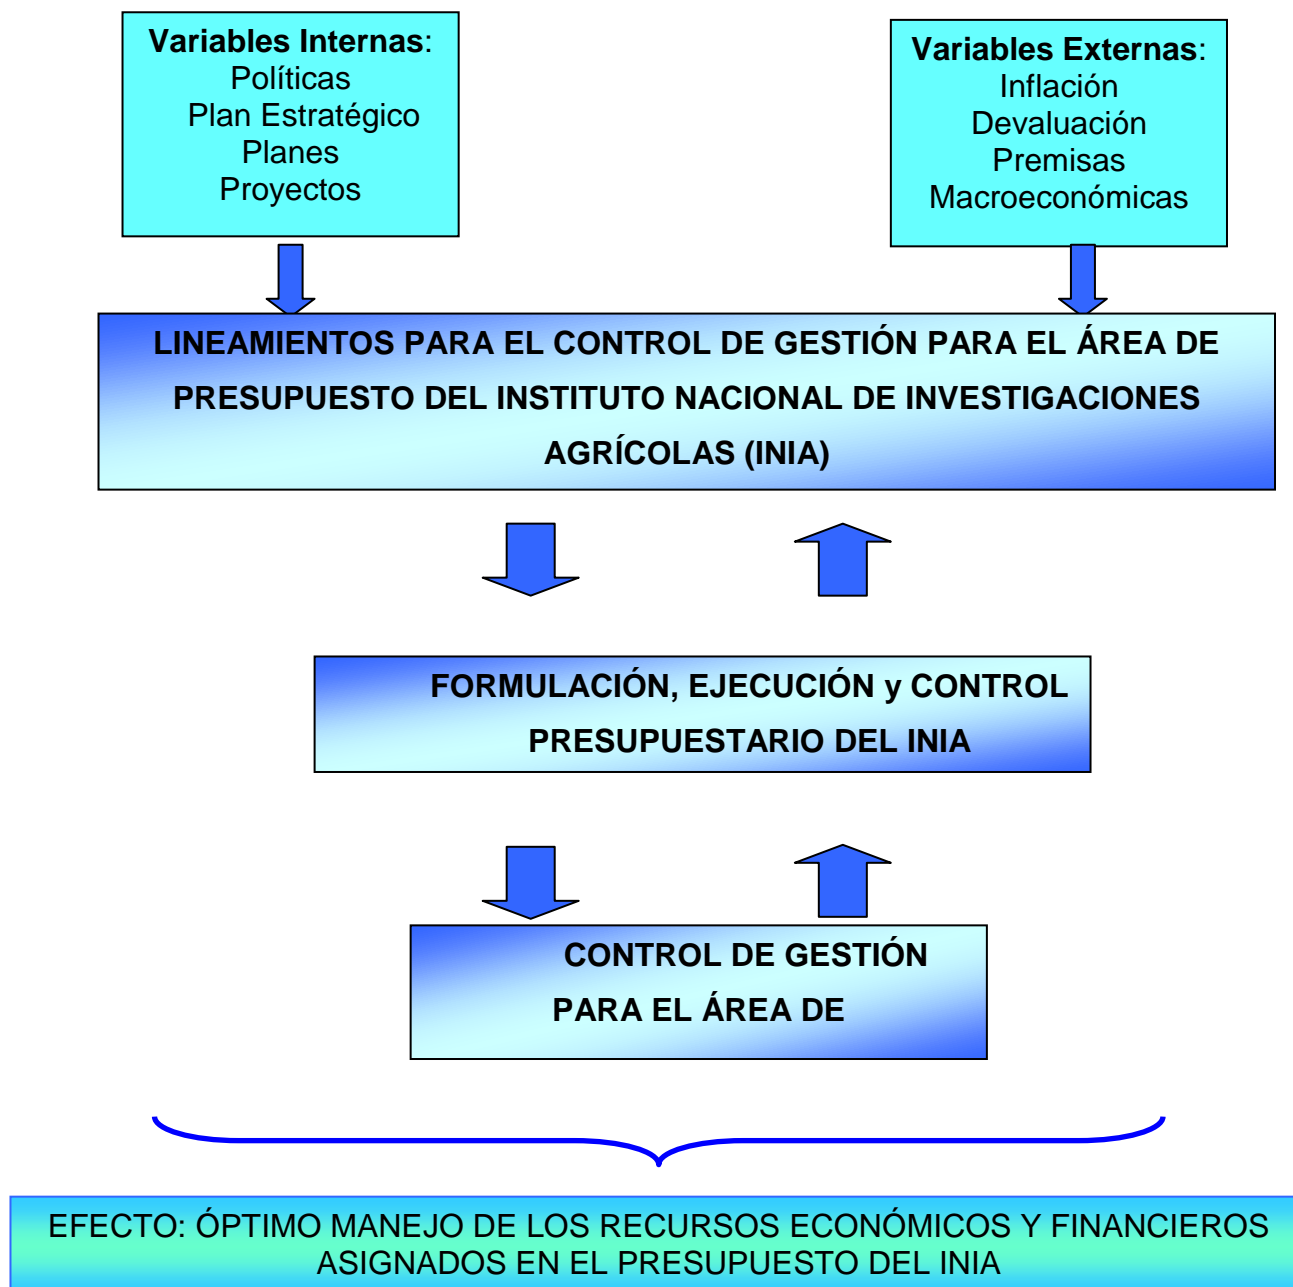 Variables Internas:
Políticas
Plan Estratégico
Planes
Proyectos
Variables Externas:
Inflación
Devaluación
Premisas
Macroeconómicas
LINEAMIENTOS PARA EL CONTROL DE GESTIÓN PARA EL ÁREA DE
PRESUPUESTO DEL INSTITUTO NACIONAL DE INVESTIGACIONES
AGRÍCOLAS (INIA)
FORMULACIÓN, EJECUCIÓN y CONTROL
PRESUPUESTARIO DEL INIA
CONTROL DE GESTIÓN
PARA EL ÁREA DE
EFECTO: ÓPTIMO MANEJO DE LOS RECURSOS ECONÓMICOS Y FINANCIEROS
ASIGNADOS EN EL PRESUPUESTO DEL INIA